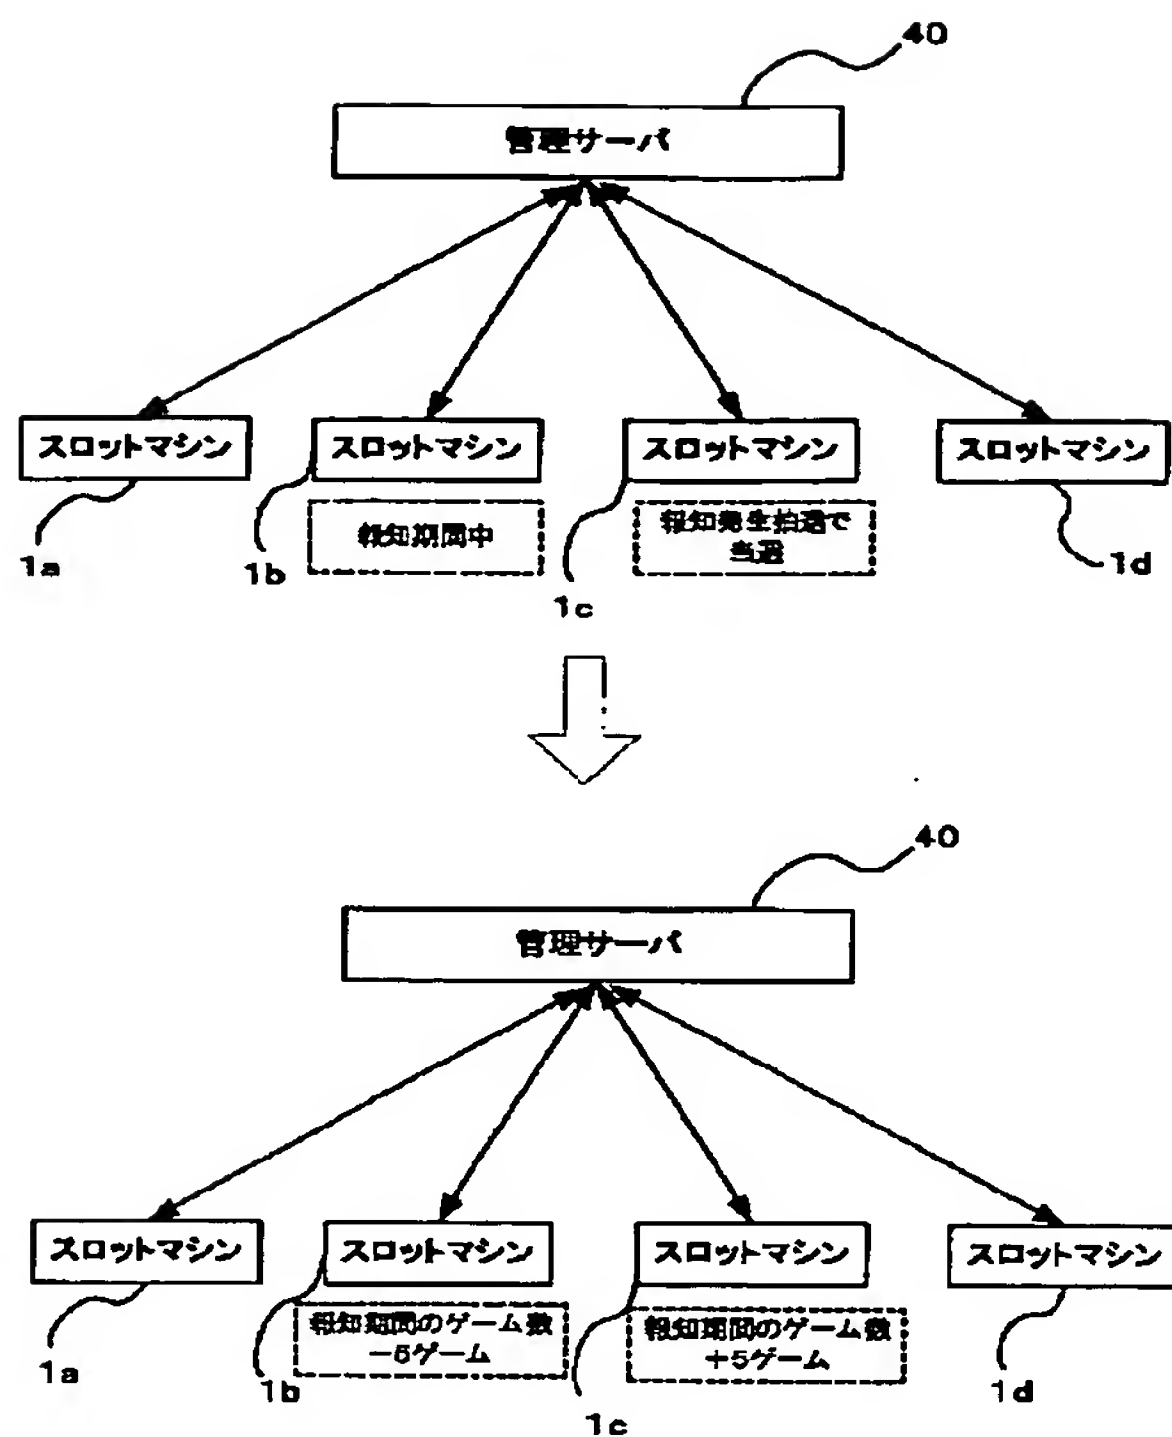 40
管理サーバ
スロットマシン
スロットマシン
スロットマシン
スロットマシン
報知期間中
報知発生抽選で
当選
1a
1b
1c
1d
40
管理サーバ
スロットマシン
スロットマシン
スロットマシン
スロットマシン
報知期間のゲーム数
−5ゲーム
報知期間のゲーム数
+5ゲーム
1a
1b
1c
1d